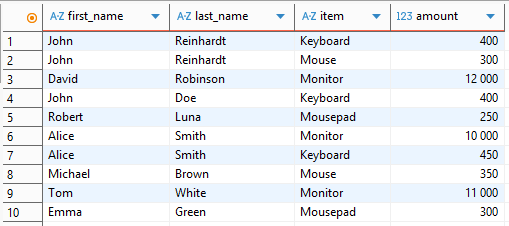 A-Z first_name A-Z last_name A-Z item 123 amount
1 John Reinhardt Keyboard 400
2 John Reinhardt Mouse 300
3 David Robinson Monitor 12 000
4 John Doe Keyboard 400
5 Robert Luna Mousepad 250
6 Alice Smith Monitor 10 000
7 Alice Smith Keyboard 450
8 Michael Brown Mouse 350
9 Tom White Monitor 11 000
10 Emma Green Mousepad 300